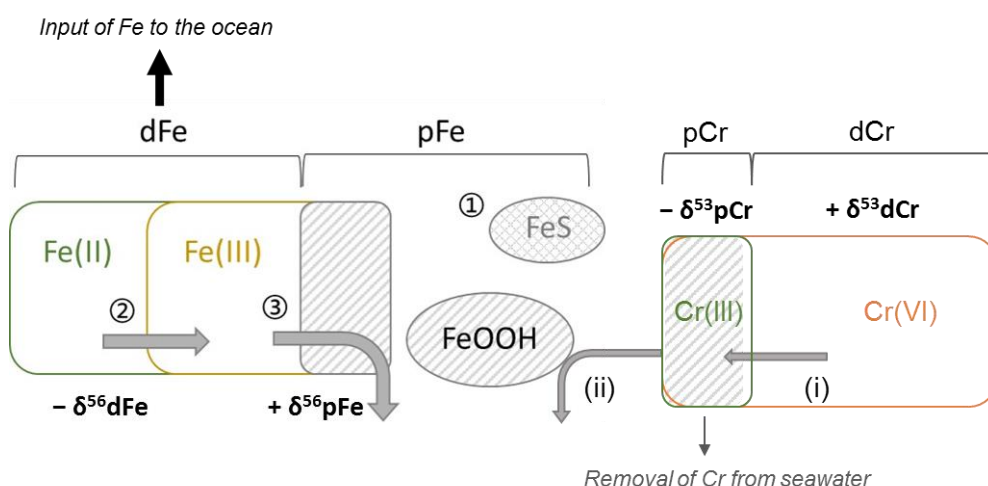 Input of Fe to the ocean
dFe
pFe
pCr
dCr
① FeS
− δ⁵³pCr
+ δ⁵³dCr
Fe(II)
Fe(III)
②
③
FeOOH
Cr(III)
Cr(VI)
(ii)
(i)
− δ⁵⁶dFe
+ δ⁵⁶pFe
Removal of Cr from seawater